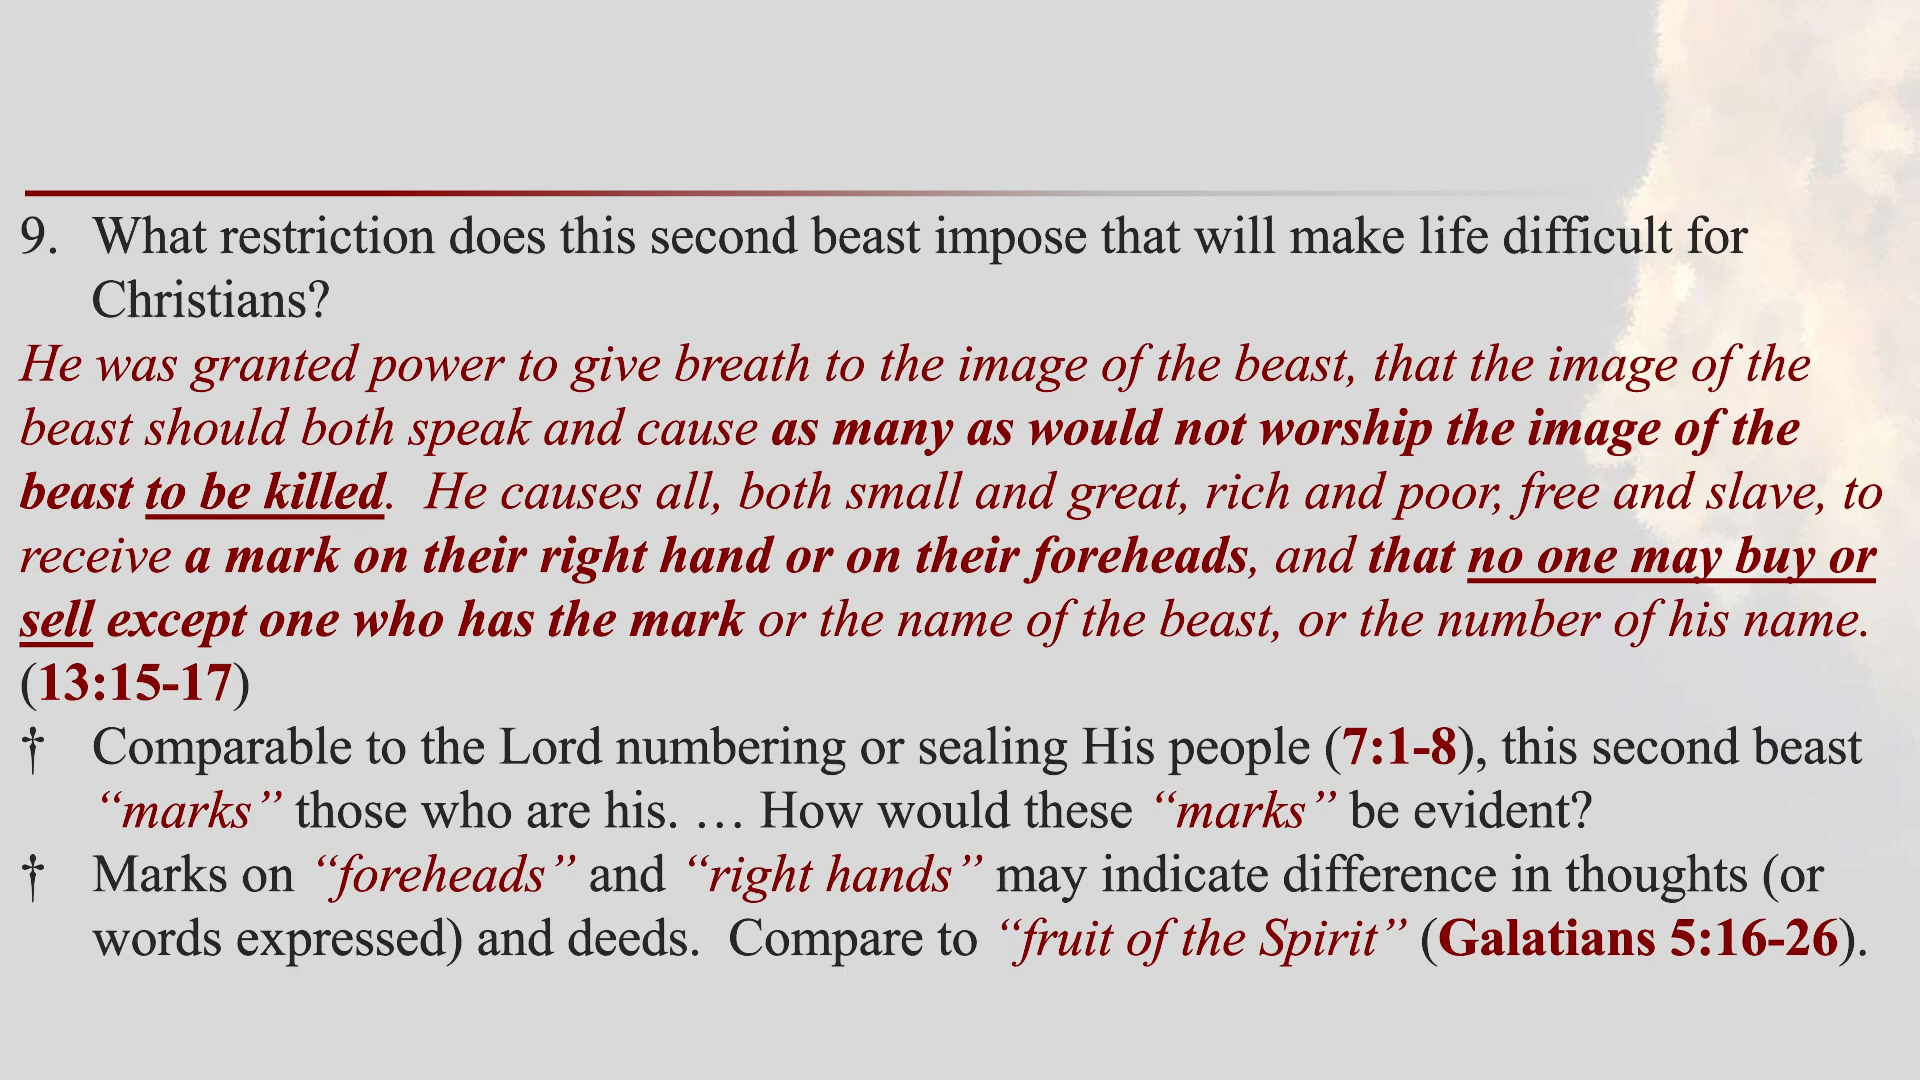 9. What restriction does this second beast impose that will make life difficult for
Christians?
He was granted power to give breath to the image of the beast, that the image of the
beast should both speak and cause as many as would not worship the image of the
beast to be killed.  He causes all, both small and great, rich and poor, free and slave, to
receive a mark on their right hand or on their foreheads, and that no one may buy or
sell except one who has the mark or the name of the beast, or the number of his name.
(13:15-17)
† Comparable to the Lord numbering or sealing His people (7:1-8), this second beast
“marks” those who are his. … How would these “marks” be evident?
† Marks on “foreheads” and “right hands” may indicate difference in thoughts (or
words expressed) and deeds.  Compare to “fruit of the Spirit” (Galatians 5:16-26).